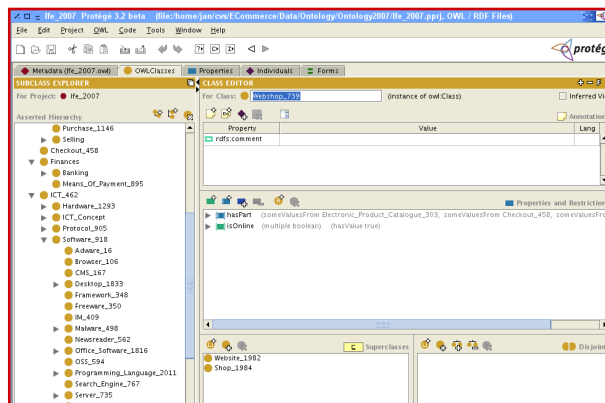 lfe_2007  Protégé 3.2 beta    (file:/home/jan/cvs/ECommerce/Data/Ontology/Ontology2007/lfe_2007.pprj, OWL / RDF Files)
File Edit Project OWL Code Tools Window Help
protég
Metadata (lfe_2007.owl) OWLClasses Properties Individuals Forms
SUBCLASS EXPLORER
CLASS EDITOR
For Project: lfe_2007
For Class: Webshop_739 (instance of owl:Class) Inferred Vi
Asserted Hierarchy
Annotation
Property Value Lang
rdfs:comment
Purchase_1146
Selling
Checkout_458
Finances
Banking
Means_Of_Payment_895
ICT_462
Hardware_1293
ICT_Concept
Protocol_905
Software_918
Adware_16
Browser_106
CMS_167
Desktop_1833
Framework_348
Freeware_350
IM_409
Malware_498
Newsreader_562
Office_Software_1816
OSS_594
Programming_Language_2011
Search_Engine_767
Server_735
Properties and Restriction
hasPart (someValuesFrom Electronic_Product_Catalogue_303, someValuesFrom Checkout_458, someValuesFro
isOnline (multiple boolean) (hasValue true)
Superclasses
Disjoint
Website_1982
Shop_1984